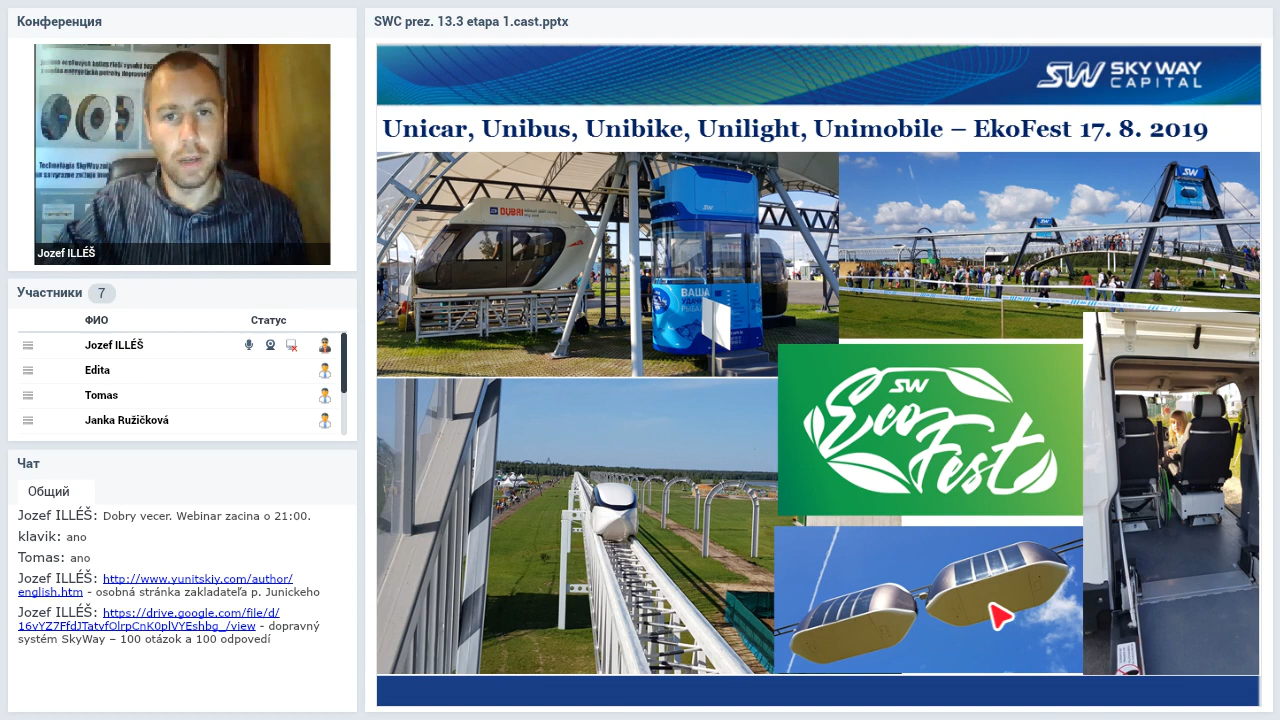 Конференция
Jozef ILLÉŠ
Участники 7
ФИО Статус
Jozef ILLÉŠ
Edita
Tomas
Janka Ružičková
Чат
Общий
Jozef ILLÉŠ: Dobry vecer. Webinar zacina o 21:00.
klavik: ano
Tomas: ano
Jozef ILLÉŠ: http://www.yunitskiy.com/author/
english.htm - osobná stránka zakladateľa p. Junickeho
Jozef ILLÉŠ: https://drive.google.com/file/d/
16vYZ7FfdJTatvfOlrpCnK0plVYEshbg_/view - dopravný
systém SkyWay – 100 otázok a 100 odpovedí
SWC prez. 13.3 etapa 1.cast.pptx
SW SKY WAY
CAPITAL
Unicar, Unibus, Unibike, Unilight, Unimobile – EkoFest 17. 8. 2019
DUBAI
SW
ВАША
SW
SW
SW
Eco
Fest